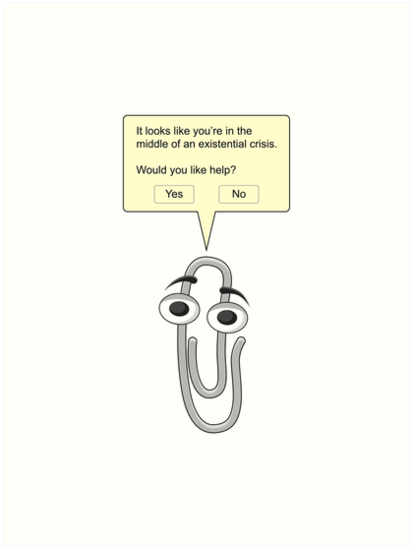 It looks like you’re in the
middle of an existential crisis.
Would you like help?
Yes No